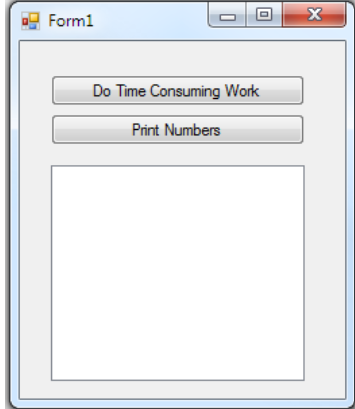 Form1
Do Time Consuming Work
Print Numbers